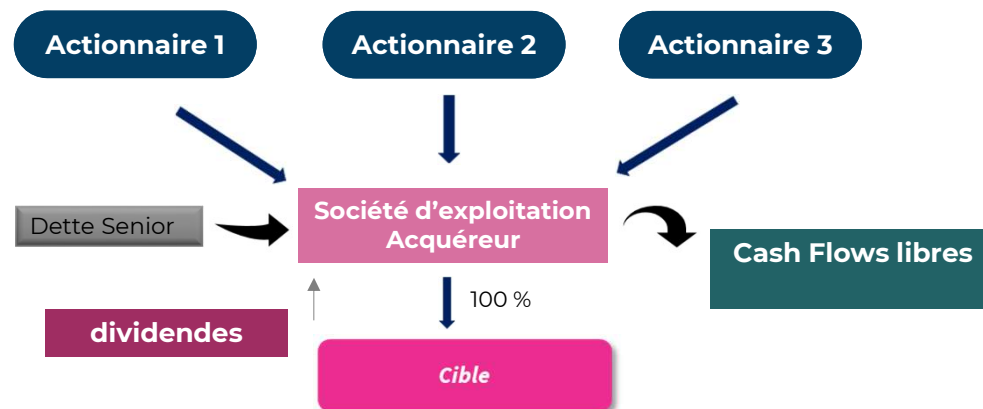 Actionnaire 1
Actionnaire 2
Actionnaire 3
Dette Senior
Société d’exploitation
Acquéreur
Cash Flows libres
100 %
dividendes
Cible